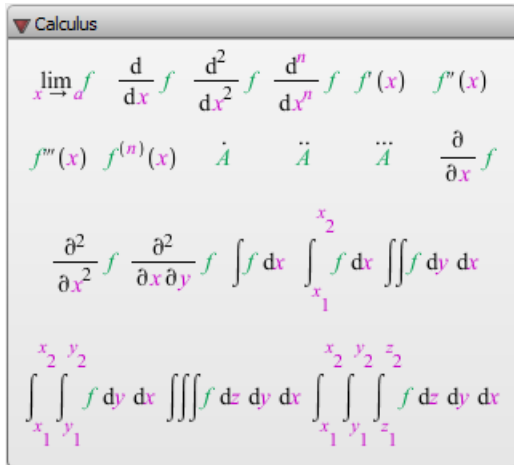 Calculus
lim x→a f d/dx f d²/dx² f dⁿ/dxⁿ f f'(x) f''(x)
f'''(x) f⁽ⁿ⁾(x) Ȧ Ä A⃛ ∂/∂x f
∂²/∂x² f ∂²/∂x∂y f ∫f dx ∫_{x₁}^{x₂} f dx ∬f dy dx
∫_{x₁}^{x₂} ∫_{y₁}^{y₂} f dy dx ∭f dz dy dx ∫_{x₁}^{x₂} ∫_{y₁}^{y₂} ∫_{z₁}^{z₂} f dz dy dx